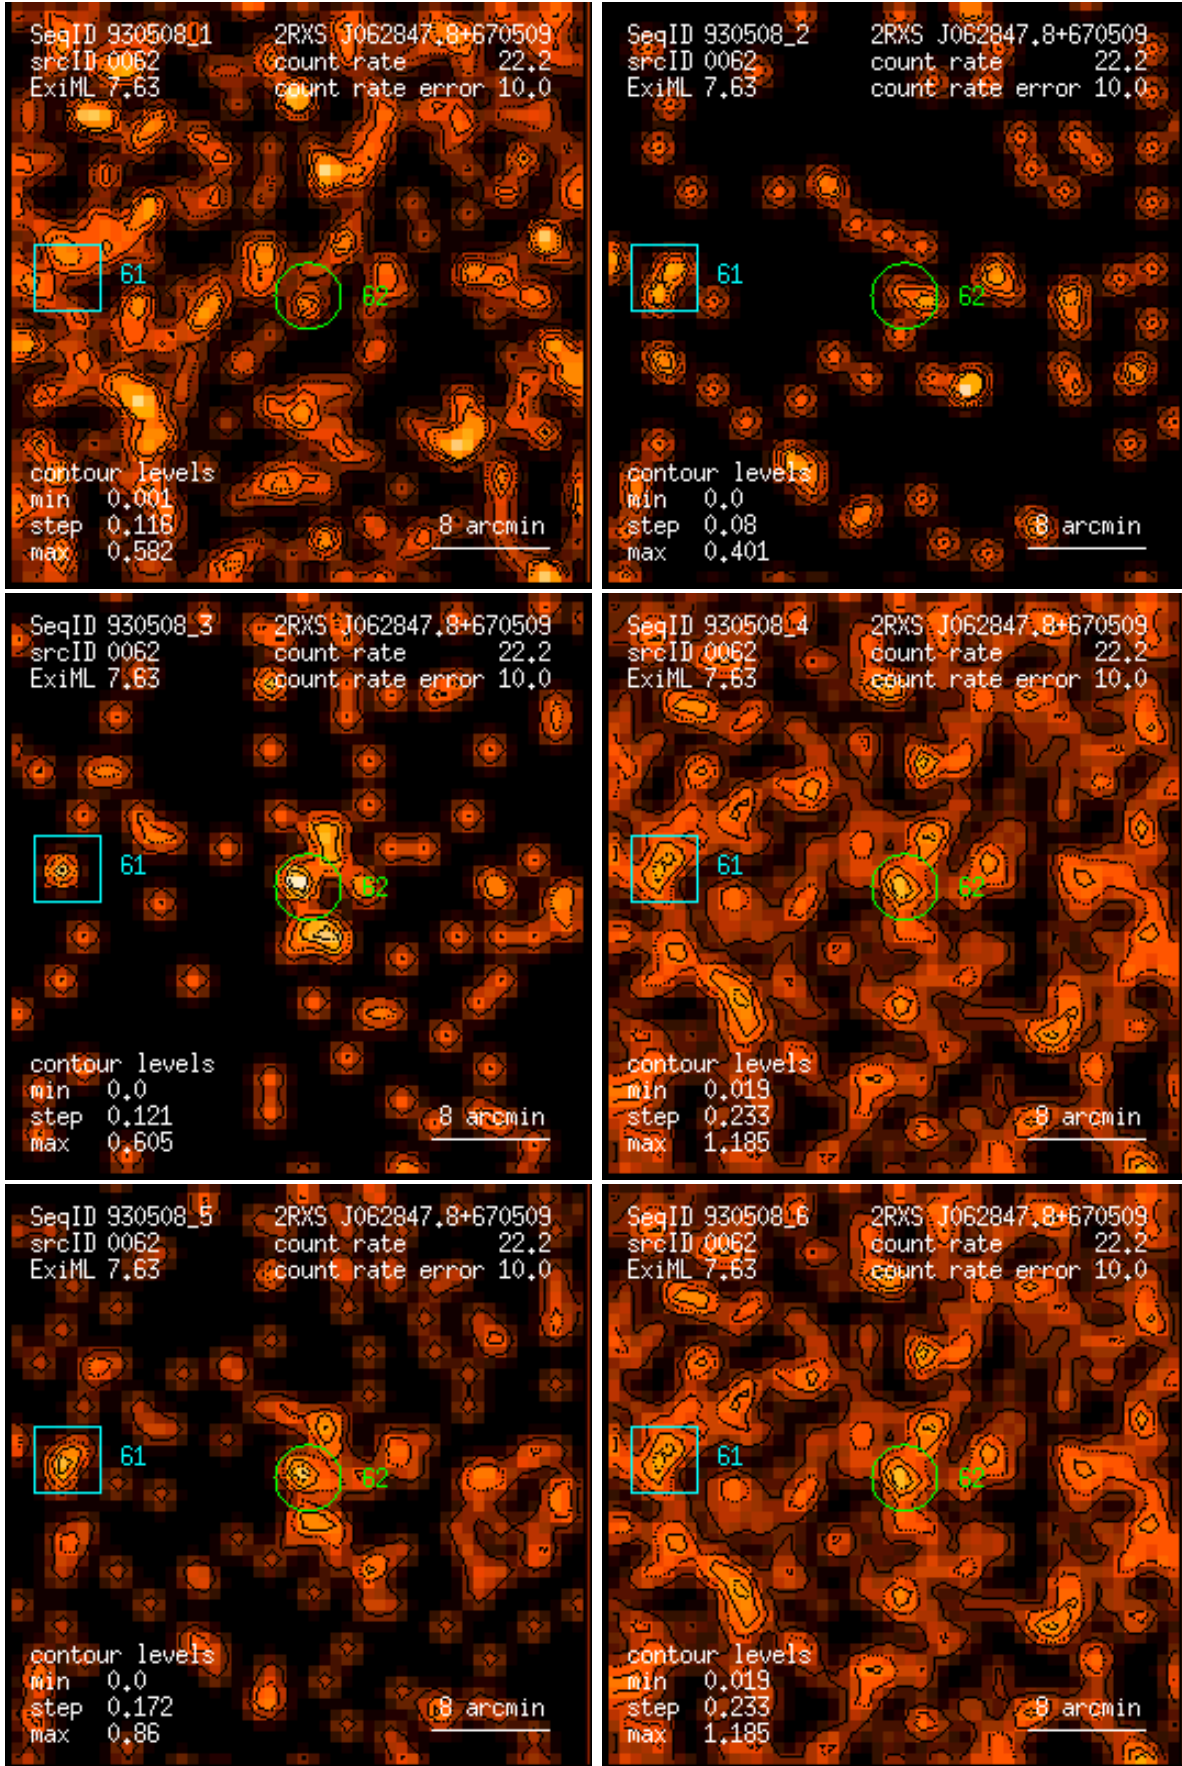 SeqID 930508_1 2RXS J062847.8+670509
srcID 0062 count rate 22.2
ExiML 7.63 count rate error 10.0
61
62
contour levels
min 0.001
step 0.116 8 arcmin
max 0.582
SeqID 930508_2 2RXS J062847.8+670509
srcID 0062 count rate 22.2
ExiML 7.63 count rate error 10.0
61
62
contour levels
min 0.0
step 0.08 8 arcmin
max 0.401
SeqID 930508_3 2RXS J062847.8+670509
srcID 0062 count rate 22.2
ExiML 7.63 count rate error 10.0
61
62
contour levels
min 0.0
step 0.121 8 arcmin
max 0.605
SeqID 930508_4 2RXS J062847.8+670509
srcID 0062 count rate 22.2
ExiML 7.63 count rate error 10.0
61
62
contour levels
min 0.019
step 0.233 8 arcmin
max 1.185
SeqID 930508_5 2RXS J062847.8+670509
srcID 0062 count rate 22.2
ExiML 7.63 count rate error 10.0
61
62
contour levels
min 0.0
step 0.172 8 arcmin
max 0.86
SeqID 930508_6 2RXS J062847.8+670509
srcID 0062 count rate 22.2
ExiML 7.63 count rate error 10.0
61
62
contour levels
min 0.019
step 0.233 8 arcmin
max 1.185